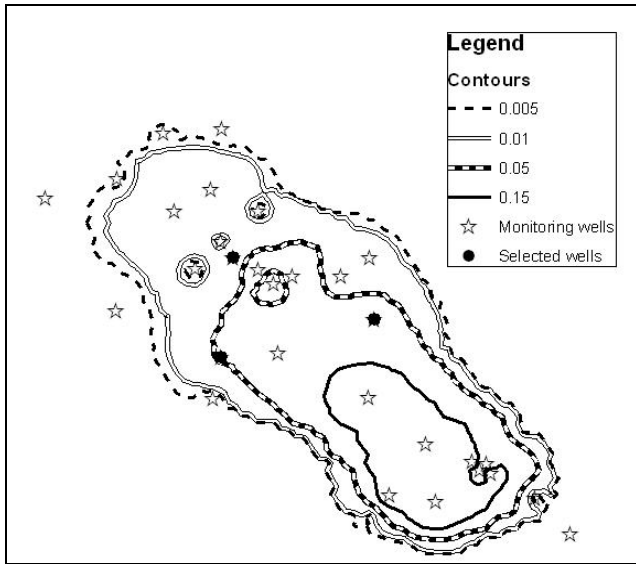 Legend
Contours
0.005
0.01
0.05
0.15
Monitoring wells
Selected wells